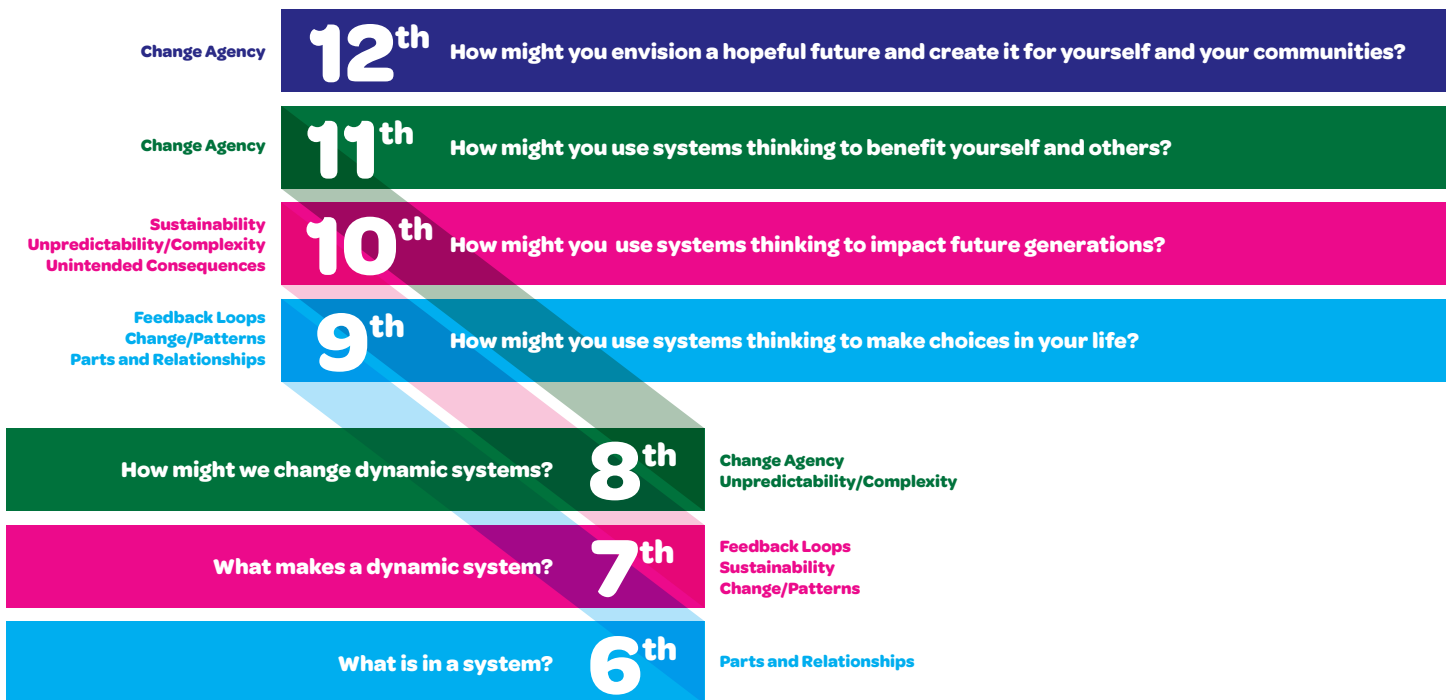 Change Agency
12th How might you envision a hopeful future and create it for yourself and your communities?
Change Agency
11th How might you use systems thinking to benefit yourself and others?
Sustainability
Unpredictability/Complexity
Unintended Consequences
10th How might you use systems thinking to impact future generations?
Feedback Loops
Change/Patterns
Parts and Relationships
9th How might you use systems thinking to make choices in your life?
How might we change dynamic systems? 8th
Change Agency
Unpredictability/Complexity
What makes a dynamic system? 7th
Feedback Loops
Sustainability
Change/Patterns
What is in a system? 6th
Parts and Relationships